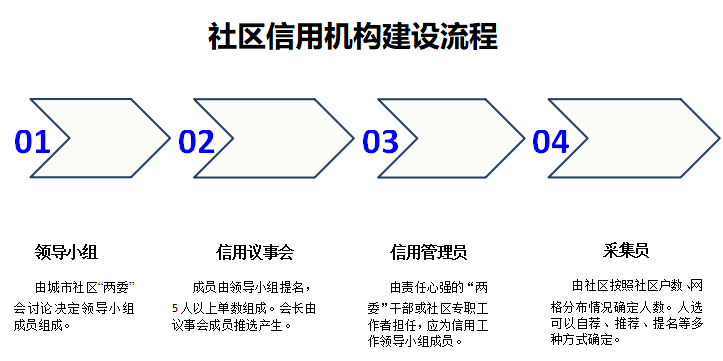 社区信用机构建设流程
01
02
03
04
领导小组
由城市社区“两委”
会讨论决定领导小组
成员组成。
信用议事会
成员由领导小组提名，
5人以上单数组成。会长由
议事会成员推选产生。
信用管理员
由责任心强的“两
委”干部或社区专职工
作者担任，应为信用工
作领导小组成员。
采集员
由社区按照社区户数、网
格分布情况确定人数。人选
可以自荐、推荐、提名等多
种方式确定。